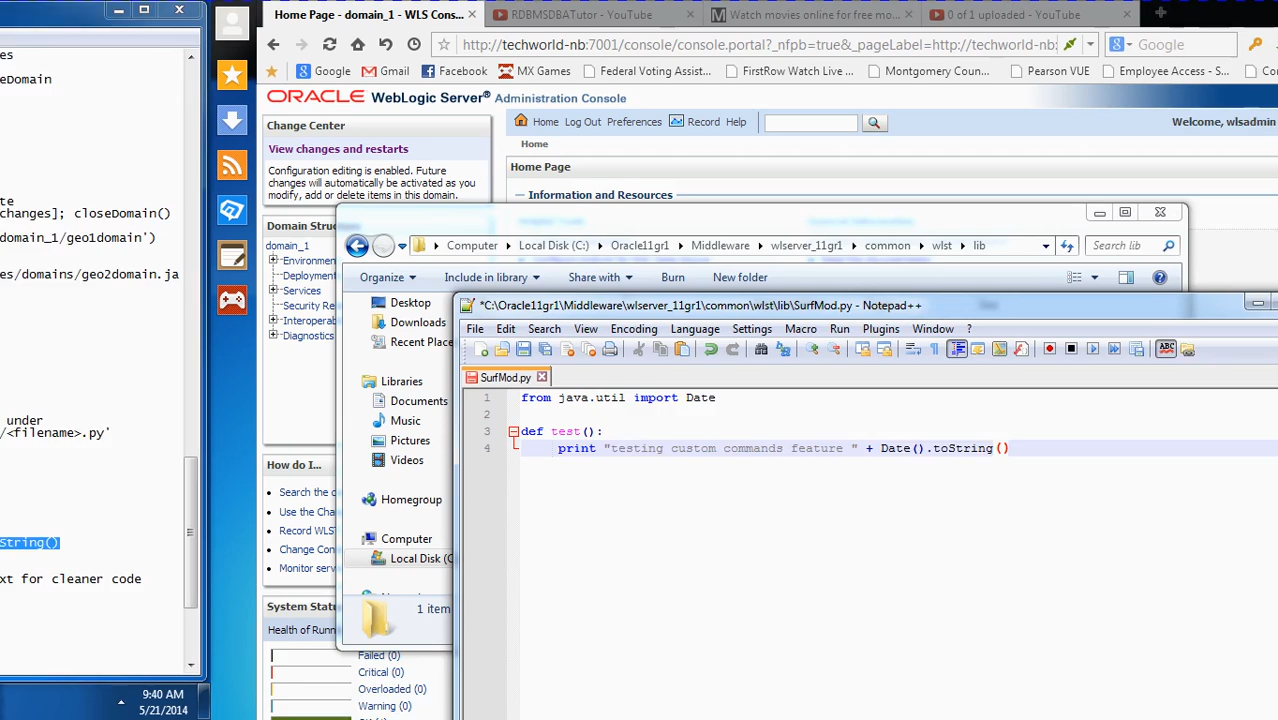 es
eDomain
te
changes]; closeDomain()
domain_1/geo1domain')
es/domains/geo2domain.ja
under
/<filename>.py'
String()
xt for cleaner code
9:40 AM
5/21/2014
Home Page - domain_1 - WLS Cons...
RDBMSDBATutor - YouTube
Watch movies online for free mo...
0 of 1 uploaded - YouTube
http://techworld-nb:7001/console/console.portal?_nfpb=true&_pageLabel=http://techworld-nb:
Google
Google
Gmail
Facebook
MX Games
Federal Voting Assist...
FirstRow Watch Live ...
Montgomery Coun...
Pearson VUE
Employee Access - S...
Co
ORACLE WebLogic Server® Administration Console
Change Center
View changes and restarts
Configuration editing is enabled. Future
changes will automatically be activated as you
modify, add or delete items in this domain.
Home Log Out Preferences Record Help
Welcome, wlsadmin
Home
Home Page
Information and Resources
Domain Struc
domain_1
Environmen
Deployment
Services
Security Re
Interoperab
Diagnostics
How do I...
Search the c
Use the Cha
Record WLST
Change Con
Monitor serv
System Statu
Health of Runn
Failed (0)
Critical (0)
Overloaded (0)
Warning (0)
Computer
Local Disk (C:)
Oracle11gr1
Middleware
wlserver_11gr1
common
wlst
lib
Search lib
Organize
Include in library
Share with
Burn
New folder
Desktop
Downloads
Recent Place
Libraries
Documents
Music
Pictures
Videos
Homegroup
Computer
Local Disk (C
1 item
*C:\Oracle11gr1\Middleware\wlserver_11gr1\common\wlst\lib\SurfMod.py - Notepad++
File Edit Search View Encoding Language Settings Macro Run Plugins Window ?
SurfMod.py
1 from java.util import Date
2
3 def test():
4 print "testing custom commands feature " + Date().toString()